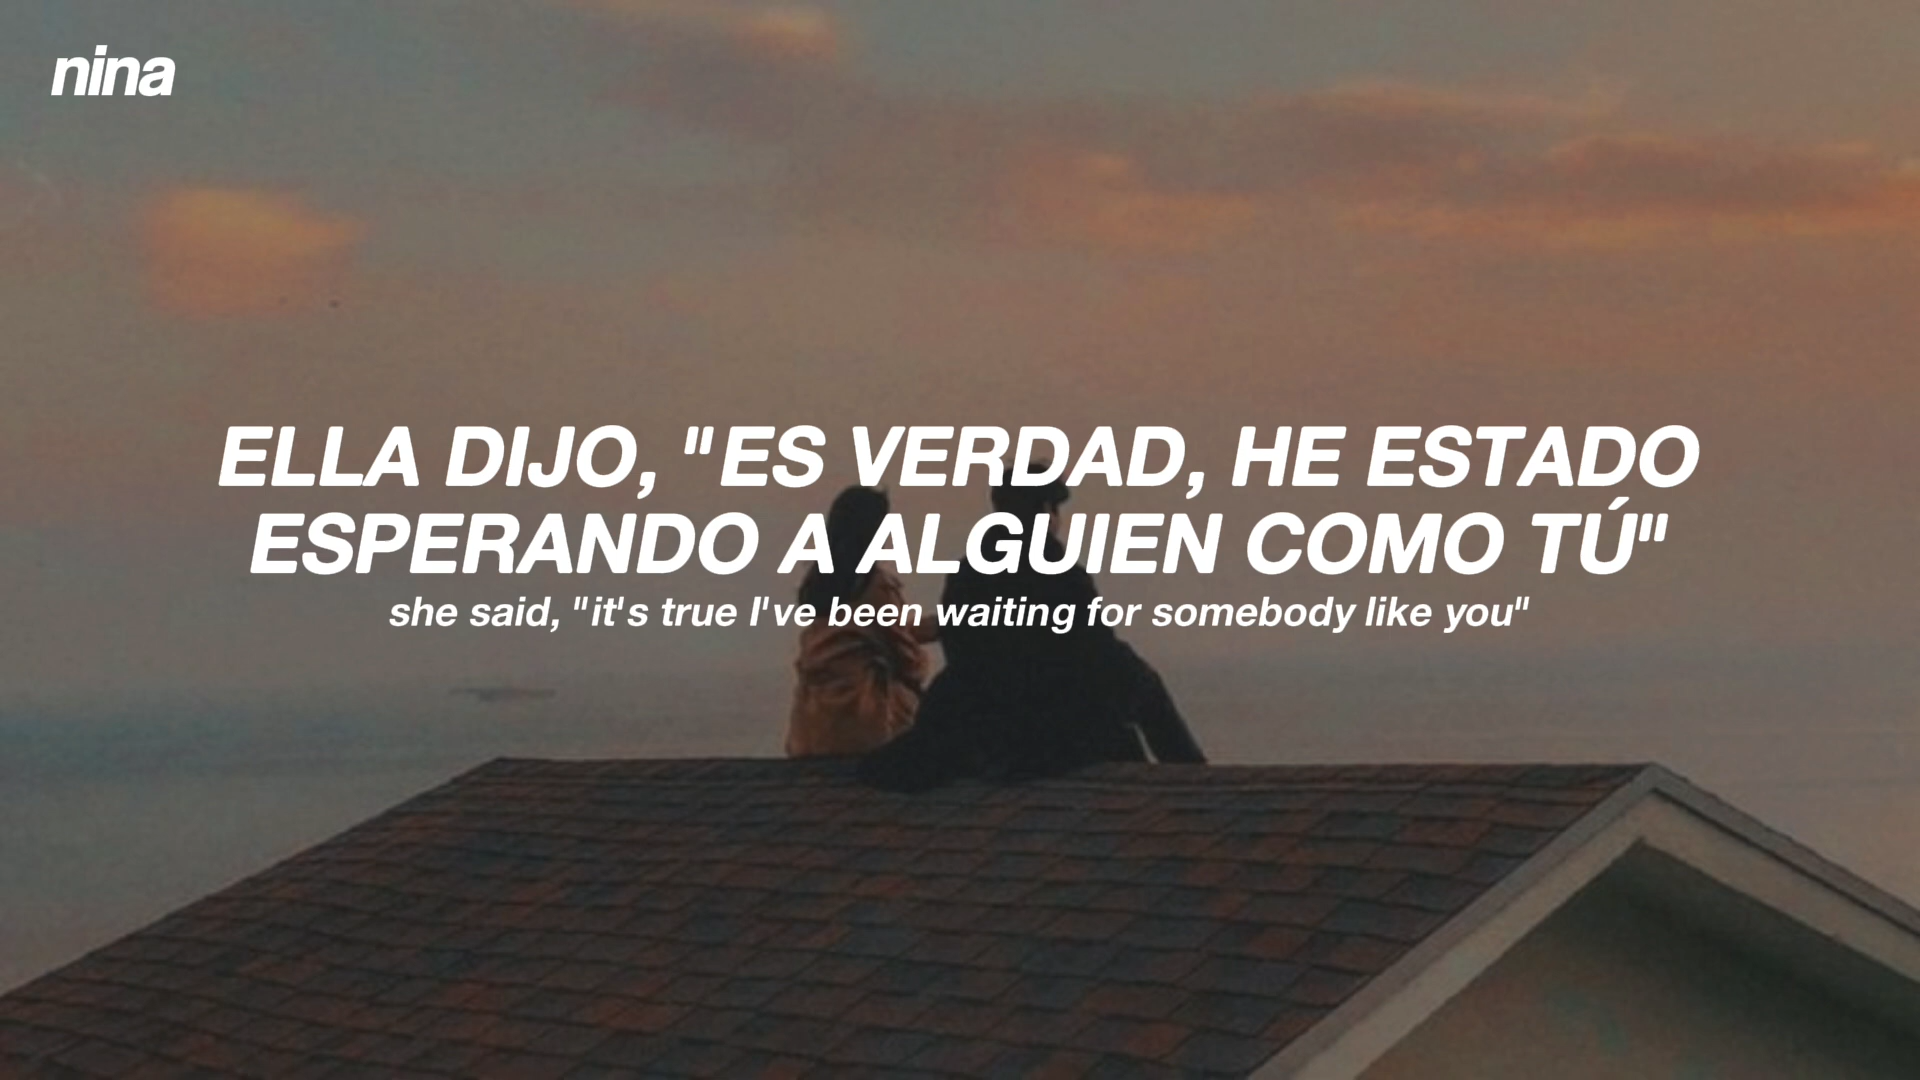 nina
ELLA DIJO, "ES VERDAD, HE ESTADO
ESPERANDO A ALGUIEN COMO TÚ"
she said, "it's true I've been waiting for somebody like you"